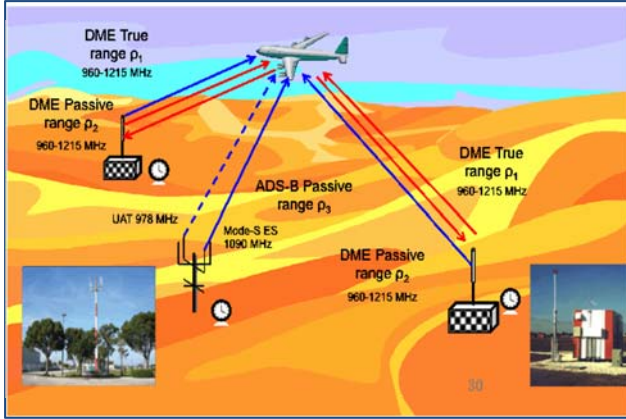 DME True
range ρ1
960-1215 MHz
DME Passive
range ρ2
960-1215 MHz
DME True
range ρ1
960-1215 MHz
ADS-B Passive
range ρ3
UAT 978 MHz
Mode-S ES
1090 MHz
DME Passive
range ρ2
960-1215 MHz
30